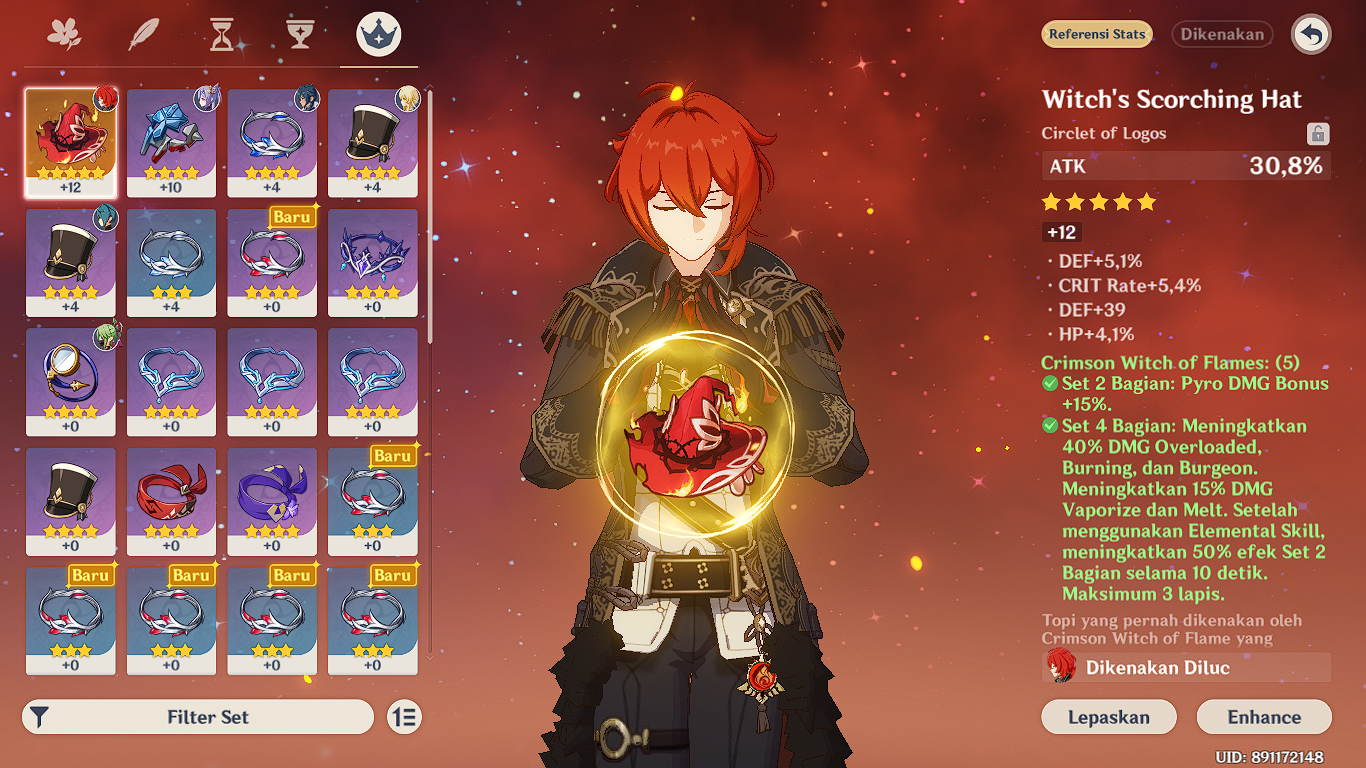 Referensi Stats
Dikenakan
Witch's Scorching Hat
Circlet of Logos
ATK 30,8%
+12
· DEF+5,1%
· CRIT Rate+5,4%
· DEF+39
· HP+4,1%
Crimson Witch of Flames: (5)
Set 2 Bagian: Pyro DMG Bonus
+15%.
Set 4 Bagian: Meningkatkan
40% DMG Overloaded,
Burning, dan Burgeon.
Meningkatkan 15% DMG
Vaporize dan Melt. Setelah
menggunakan Elemental Skill,
meningkatkan 50% efek Set 2
Bagian selama 10 detik.
Maksimum 3 lapis.
Topi yang pernah dikenakan oleh
Crimson Witch of Flame yang
Dikenakan Diluc
Lepaskan
Enhance
UID: 891172148
+12 +10 +4 +4
Baru
+4 +4 +0 +0
+0 +0 +0 +0
Baru
+0 +0 +0 +0
Baru Baru Baru Baru
+0 +0 +0 +0
Filter Set
1